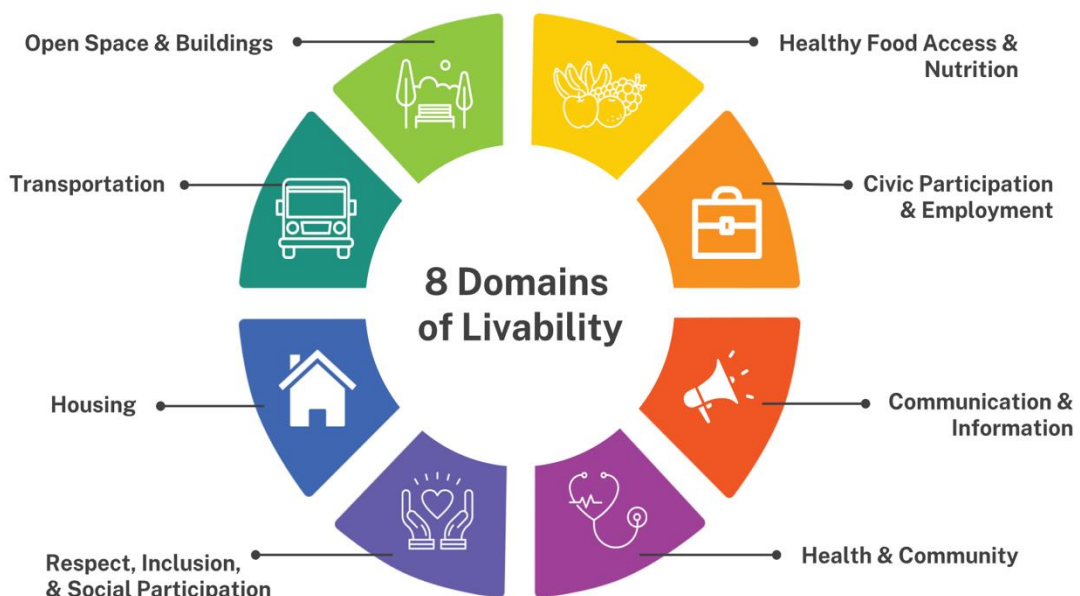 Open Space & Buildings
Healthy Food Access &
Nutrition
Transportation
Civic Participation
& Employment
8 Domains
of Livability
Housing
Communication &
Information
Respect, Inclusion,
& Social Participation
Health & Community